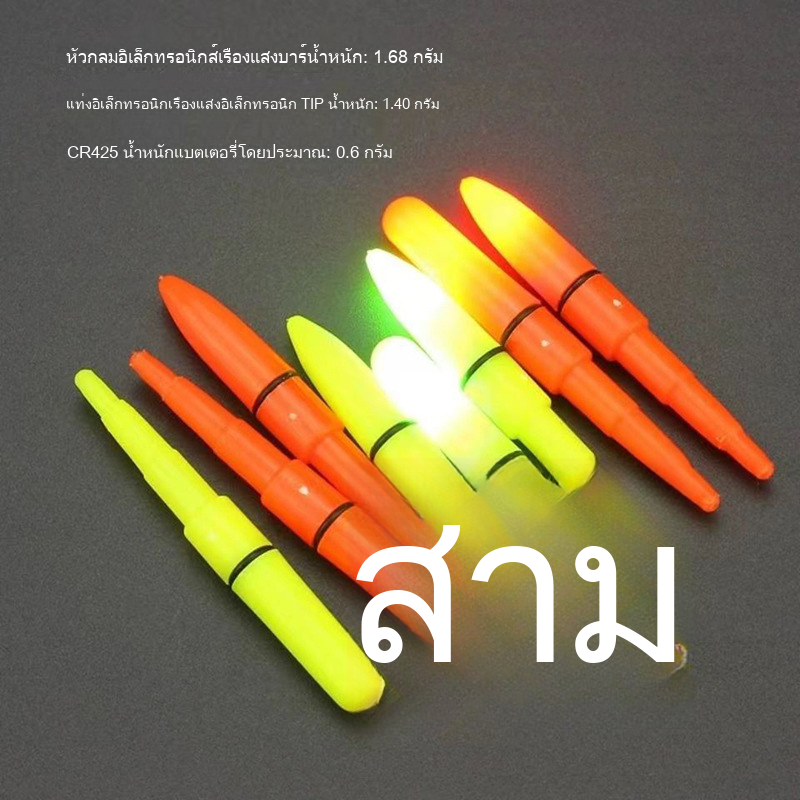 หัวกลมอิเล็กทรอนิกส์เรืองแสงบาร์น้ำหนัก: 1.68 กรัม
แท่งอิเล็กทรอนิกเรืองแสงอิเล็กทรอนิก TIP น้ำหนัก: 1.40 กรัม
CR425 น้ำหนักแบตเตอรี่โดยประมาณ: 0.6 กรัม
สาม